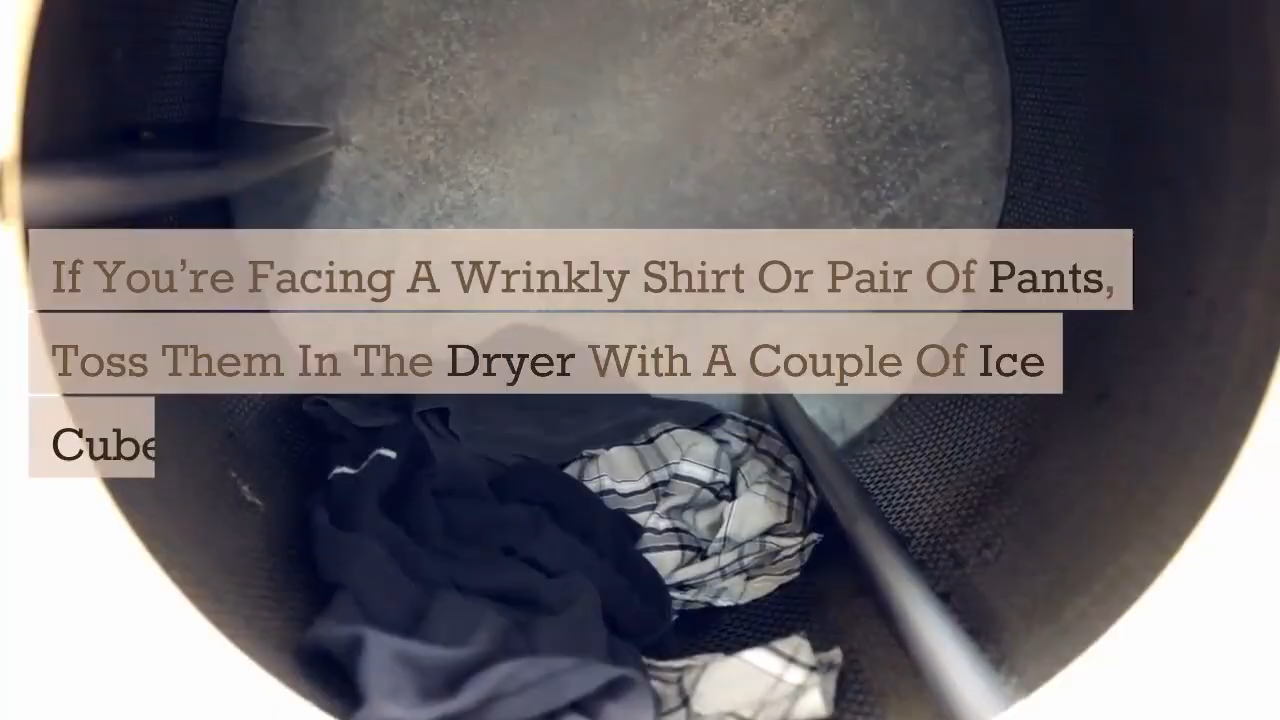 If You’re Facing A Wrinkly Shirt Or Pair Of Pants,
Toss Them In The Dryer With A Couple Of Ice
Cube